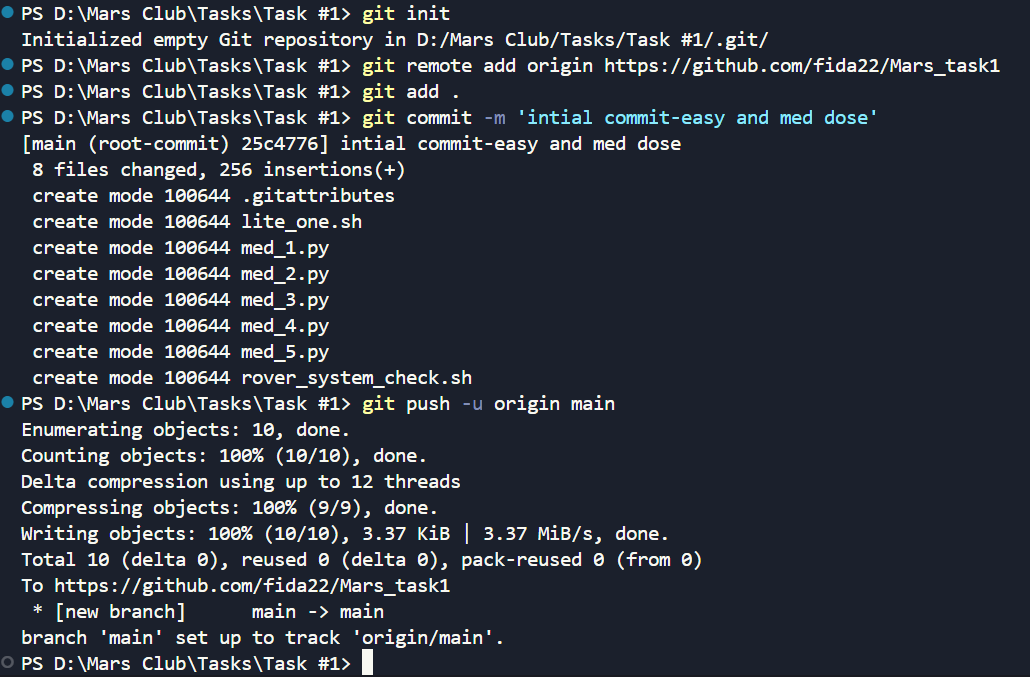 PS D:\Mars Club\Tasks\Task #1> git init
Initialized empty Git repository in D:/Mars Club/Tasks/Task #1/.git/
PS D:\Mars Club\Tasks\Task #1> git remote add origin https://github.com/fida22/Mars_task1
PS D:\Mars Club\Tasks\Task #1> git add .
PS D:\Mars Club\Tasks\Task #1> git commit -m 'intial commit-easy and med dose'
[main (root-commit) 25c4776] intial commit-easy and med dose
 8 files changed, 256 insertions(+)
 create mode 100644 .gitattributes
 create mode 100644 lite_one.sh
 create mode 100644 med_1.py
 create mode 100644 med_2.py
 create mode 100644 med_3.py
 create mode 100644 med_4.py
 create mode 100644 med_5.py
 create mode 100644 rover_system_check.sh
PS D:\Mars Club\Tasks\Task #1> git push -u origin main
Enumerating objects: 10, done.
Counting objects: 100% (10/10), done.
Delta compression using up to 12 threads
Compressing objects: 100% (9/9), done.
Writing objects: 100% (10/10), 3.37 KiB | 3.37 MiB/s, done.
Total 10 (delta 0), reused 0 (delta 0), pack-reused 0 (from 0)
To https://github.com/fida22/Mars_task1
 * [new branch]      main -> main
branch 'main' set up to track 'origin/main'.
PS D:\Mars Club\Tasks\Task #1>